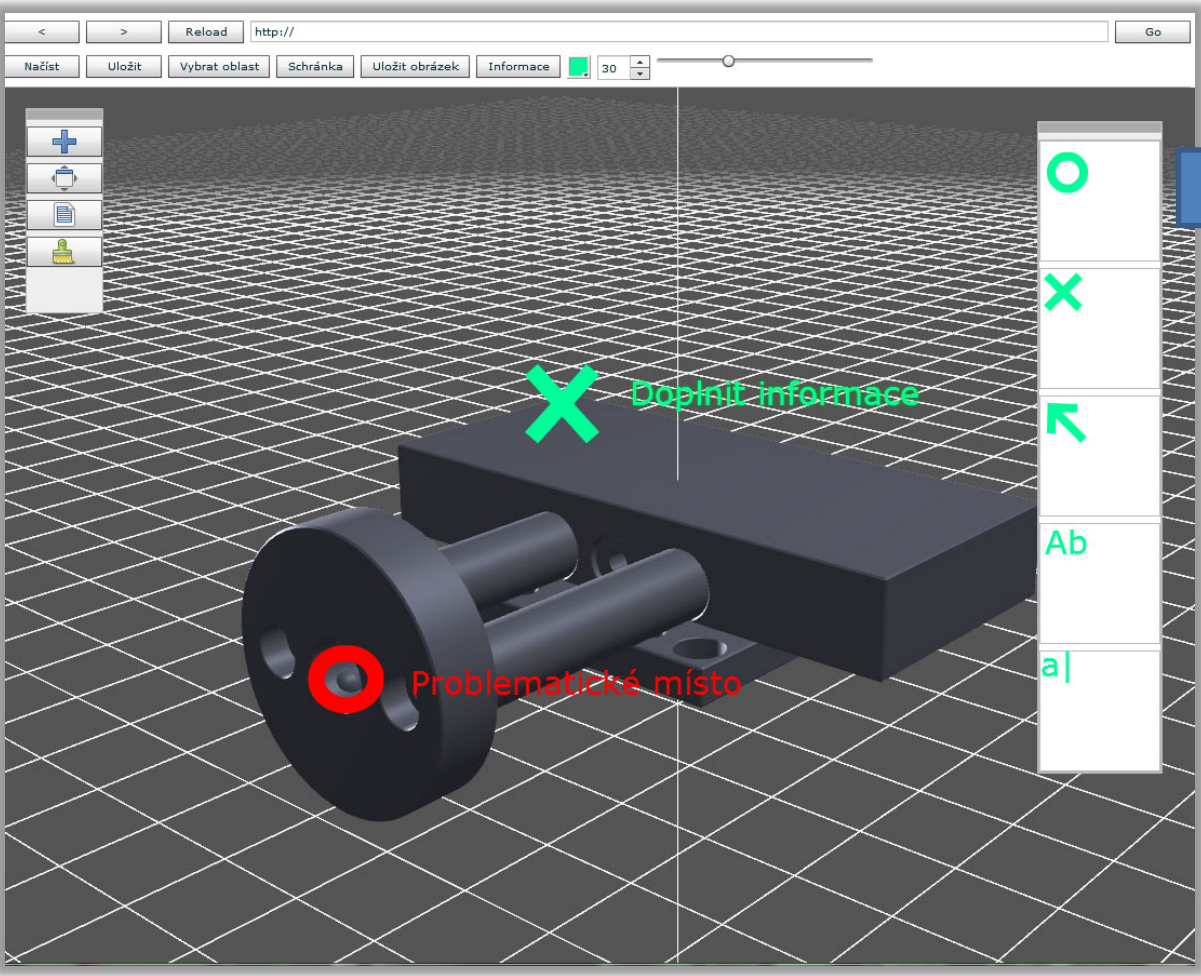 < > Reload http:// Go
Načíst Uložit Vybrat oblast Schránka Uložit obrázek Informace 30
Doplnit informace
Ab
a|
Problematické místo